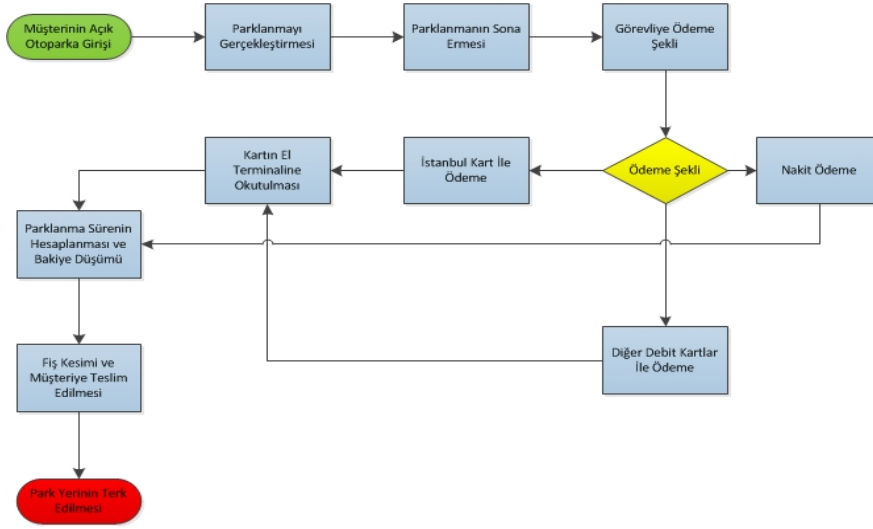 Müşterinin Açık
Otoparka Girişi
Parklanmayı
Gerçekleştirmesi
Parklanmanın Sona
Ermesi
Görevliye Ödeme
Şekli
Kartın El
Terminaline
Okutulması
İstanbul Kart İle
Ödeme
Ödeme Şekli
Nakit Ödeme
Parklanma Sürenin
Hesaplanması ve
Bakiye Düşümü
Diğer Debit Kartlar
İle Ödeme
Fiş Kesimi ve
Müşteriye Teslim
Edilmesi
Park Yerinin Terk
Edilmesi